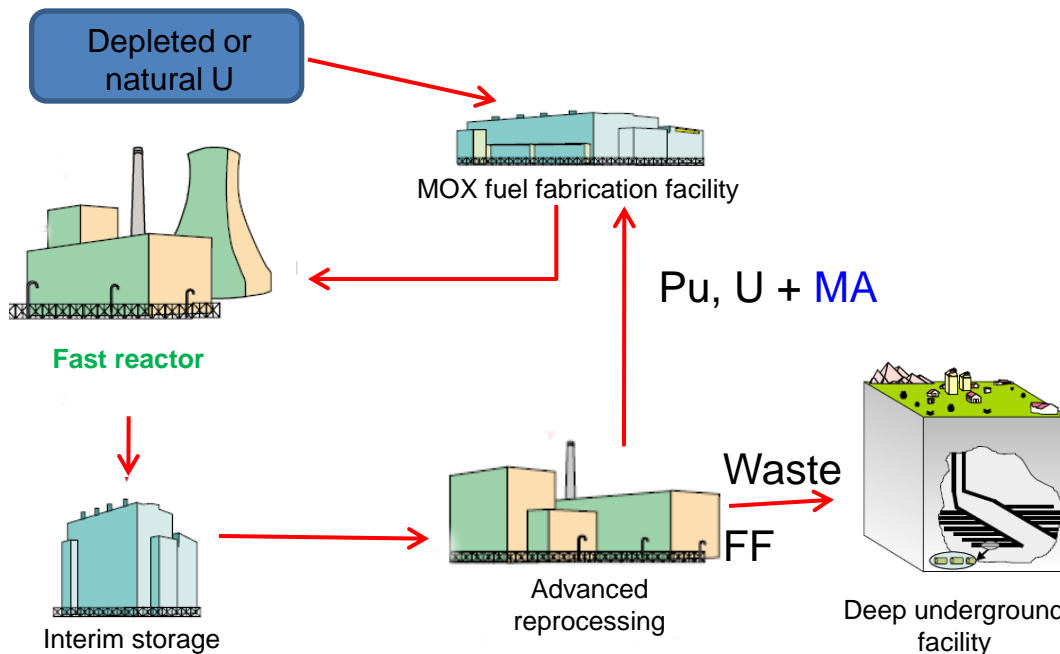 Depleted or
natural U
MOX fuel fabrication facility
Pu, U + MA
Fast reactor
Waste
FF
Advanced
reprocessing
Interim storage
Deep underground
facility